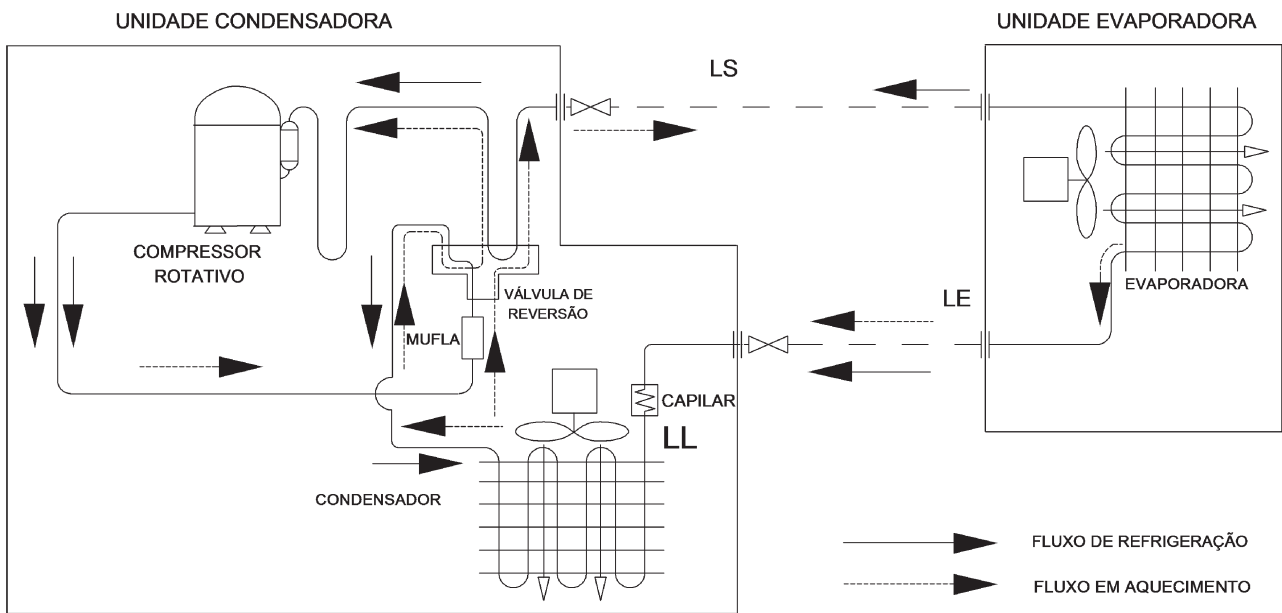 UNIDADE CONDENSADORA
UNIDADE EVAPORADORA
LS
COMPRESSOR
ROTATIVO
VÁLVULA DE
REVERSÃO
MUFLA
EVAPORADORA
LE
CAPILAR
LL
CONDENSADOR
FLUXO DE REFRIGERAÇÃO
FLUXO EM AQUECIMENTO